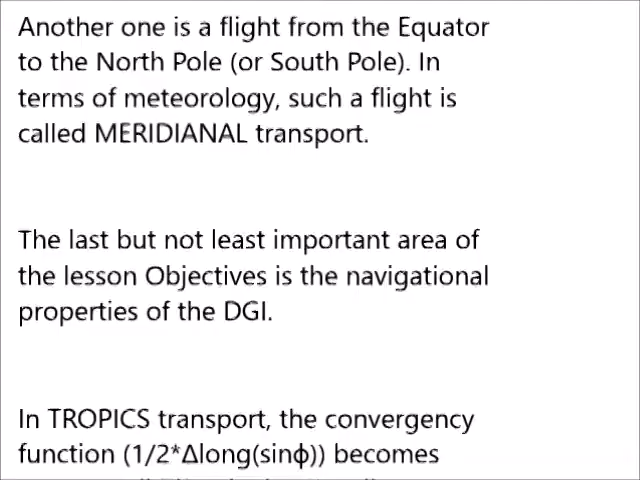 Another one is a flight from the Equator
to the North Pole (or South Pole). In
terms of meteorology, such a flight is
called MERIDIANAL transport.
The last but not least important area of
the lesson Objectives is the navigational
properties of the DGI.
In TROPICS transport, the convergency
function (1/2*Δlong(sinϕ)) becomes